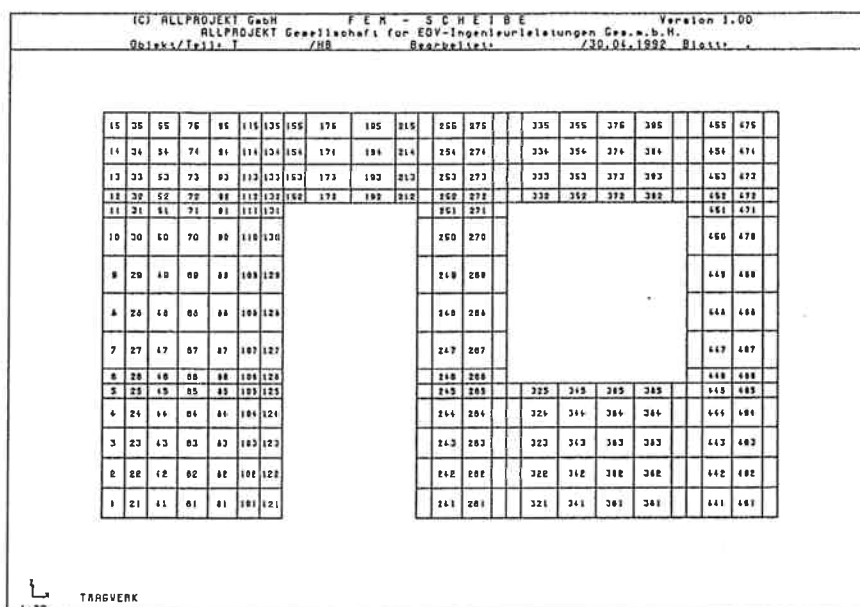 (C) ALLPROJEKT GmbH F E M - S C H E I B E Version 1.00
ALLPROJEKT Gesellschaft für EDV-Ingenieurleistungen Ges.m.b.H.
Objekt/Teil: T /HB Bearbeitet: /30.04.1992 Blatt: .
15 35 55 75 95 115 135 155 175 195 215 255 275 335 355 375 395 455 475
14 34 54 74 94 114 134 154 174 194 214 254 274 334 354 374 394 454 474
13 33 53 73 93 113 133 153 173 193 213 253 273 333 353 373 393 453 473
12 32 52 72 92 112 132 152 172 192 212 252 272 332 352 372 392 452 472
11 31 51 71 91 111 131 251 271 451 471
10 30 50 70 90 110 130 250 270 450 470
9 29 49 69 89 109 129 249 269 449 469
8 28 48 68 88 108 128 248 268 448 468
7 27 47 67 87 107 127 247 267 447 467
6 26 46 66 86 106 126 246 266 446 466
5 25 45 65 85 105 125 245 265 325 345 365 385 445 465
4 24 44 64 84 104 124 244 264 324 344 364 384 444 464
3 23 43 63 83 103 123 243 263 323 343 363 383 443 463
2 22 42 62 82 102 122 242 262 322 342 362 382 442 462
1 21 41 61 81 101 121 241 261 321 341 361 381 441 461
TRAGWERK